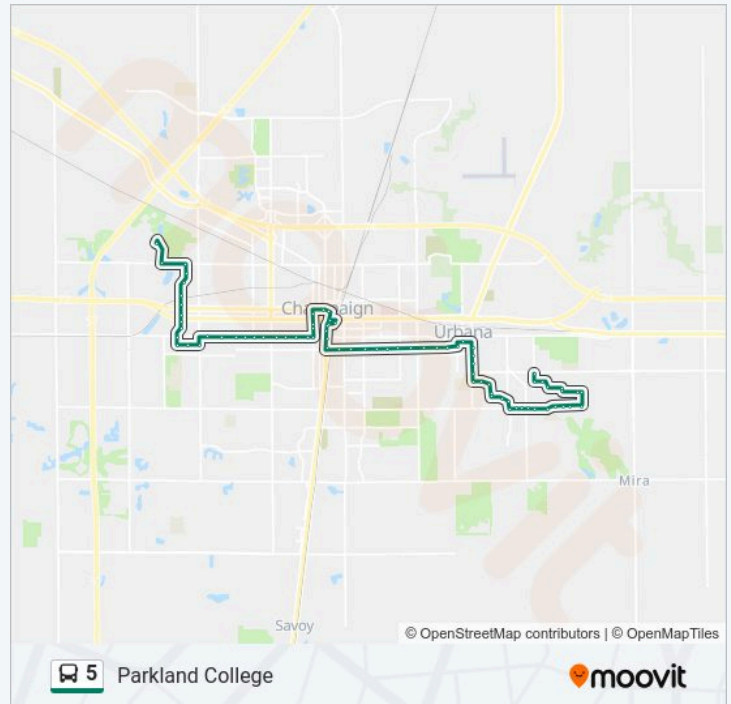 Champaign
Urbana
Mira
Savoy
© OpenStreetMap contributors | © OpenMapTiles
5 Parkland College
moovit